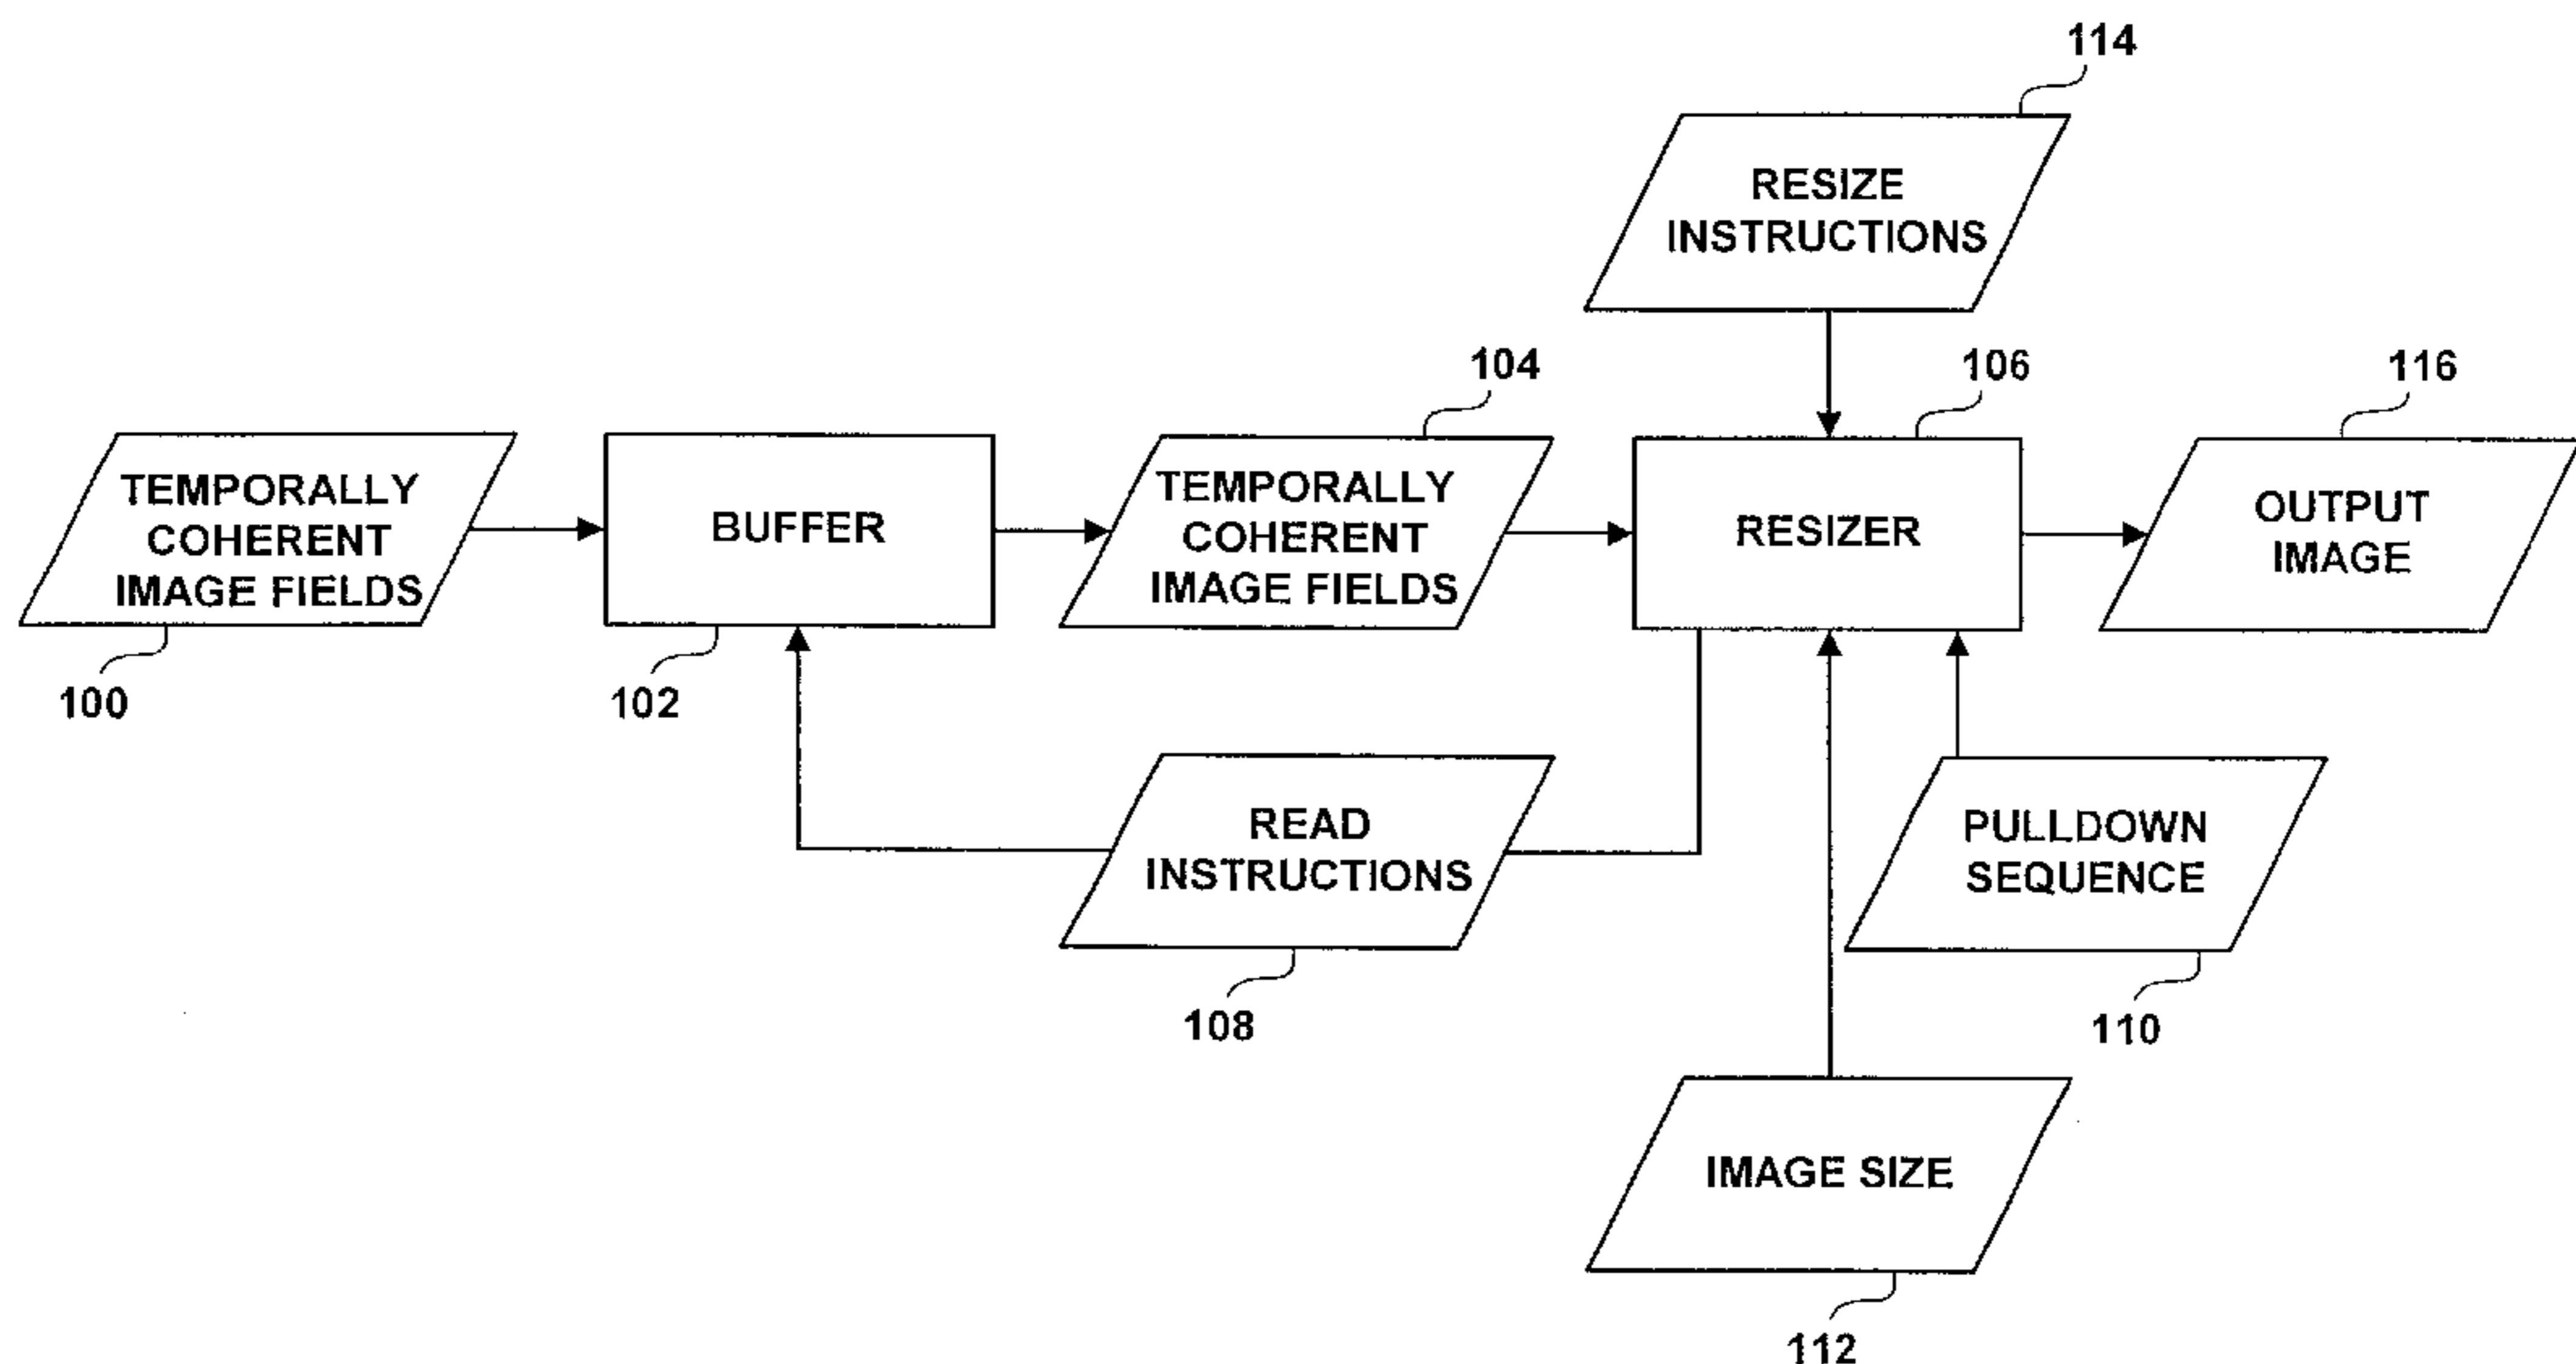 114
RESIZE
INSTRUCTIONS
104
106
116
TEMPORALLY
COHERENT
IMAGE FIELDS
BUFFER
TEMPORALLY
COHERENT
IMAGE FIELDS
RESIZER
OUTPUT
IMAGE
100
102
READ
INSTRUCTIONS
PULLDOWN
SEQUENCE
108
110
IMAGE SIZE
112